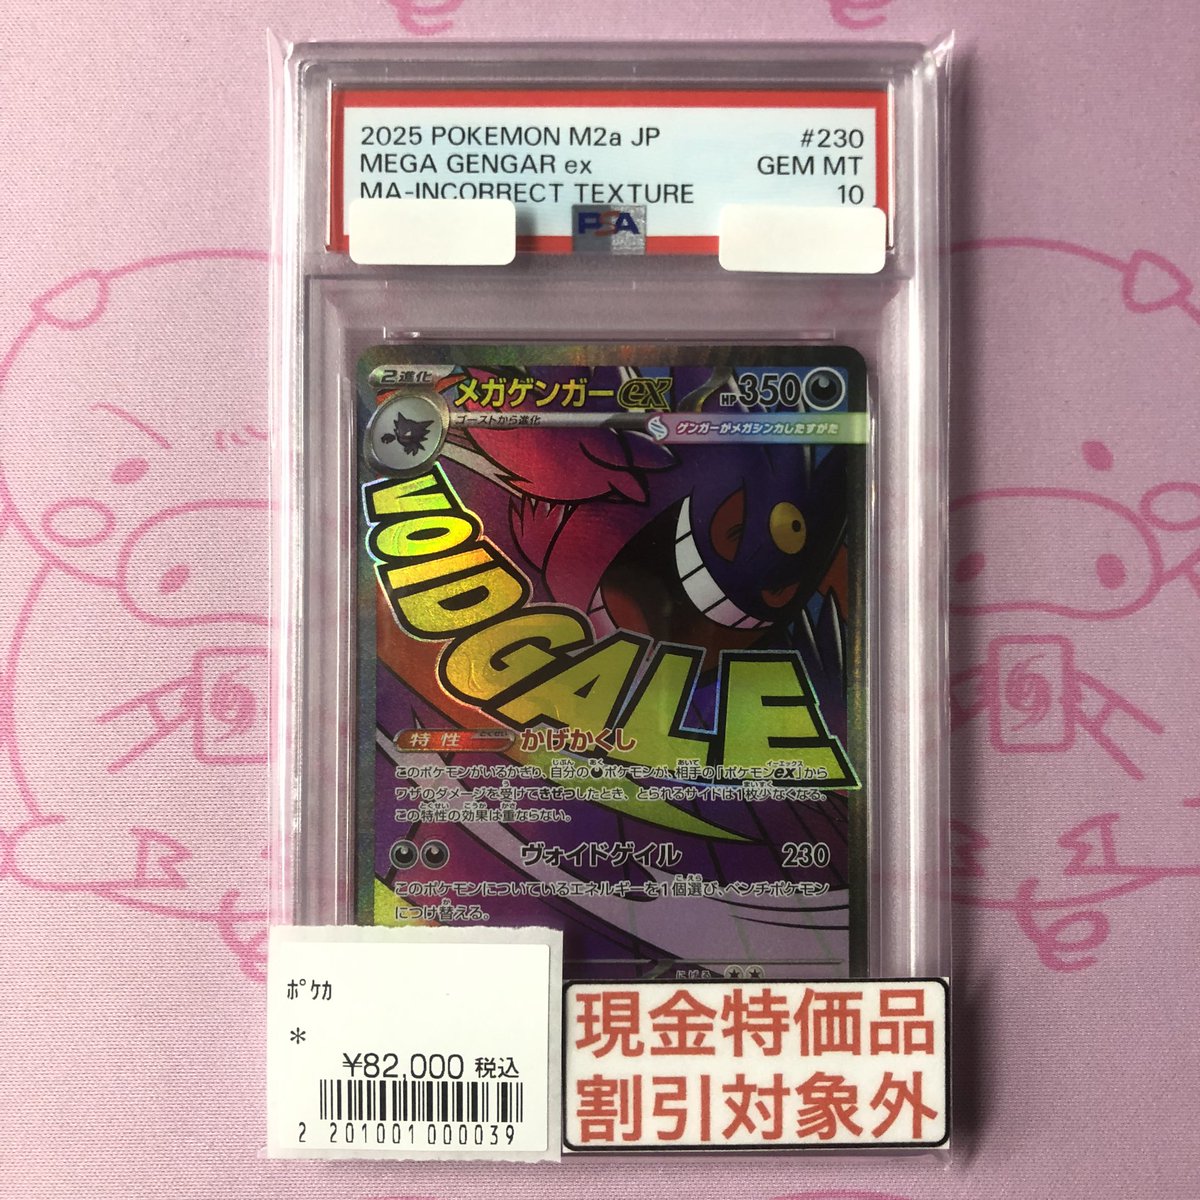 2025 POKEMON M2a JP #230
MEGA GENGAR ex GEM MT
MA-INCORRECT TEXTURE 10
PSA
2進化 メガゲンガーex HP350
ゴーストから進化
ゲンガーがメガシンカしたすがた
VOID GALE
特性 かげかくし
このポケモンがいるかぎり、自分のポケモンが、相手の「ポケモンex」から
ワザのダメージを受けてきぜつしたとき、とられるサイドは1枚少なくなる。
この特性の効果は重ならない。
ヴォイドゲイル 230
このポケモンについているエネルギーを1個選び、ベンチポケモン
につけ替える。
にげる
ポケカ
*
¥82,000 税込
2 201001 000039
現金特価品
割引対象外